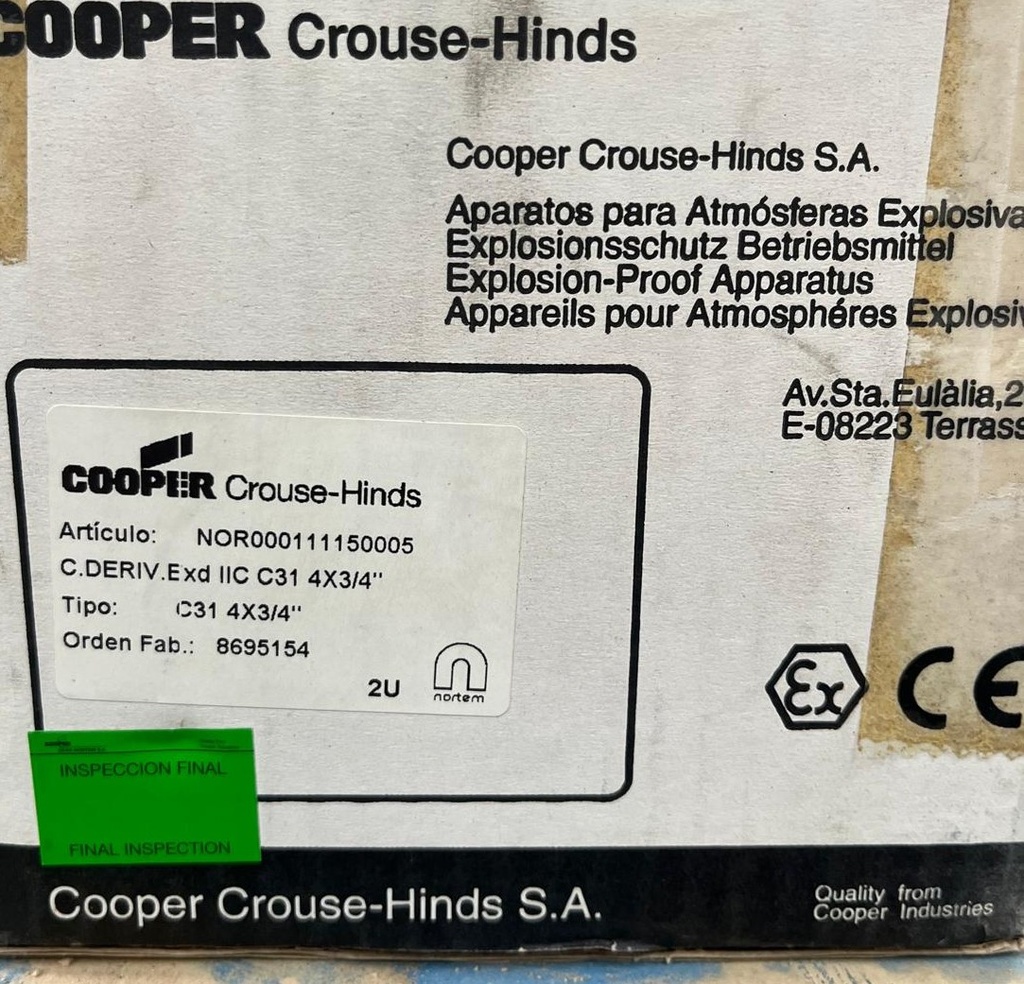 COOPER Crouse-Hinds
Cooper Crouse-Hinds S.A.
Aparatos para Atmósferas Explosiva
Explosionsschutz Betriebsmittel
Explosion-Proof Apparatus
Appareils pour Atmosphéres Explosiv
Av.Sta.Eulàlia,2
E-08223 Terrass
COOPER Crouse-Hinds
Artículo: NOR000111150005
C.DERIV.Exd IIC C31 4X3/4"
Tipo: C31 4X3/4"
Orden Fab.: 8695154
2U
nortem
Ex CE
INSPECCION FINAL
FINAL INSPECTION
Cooper Crouse-Hinds S.A.
Quality from
Cooper Industries